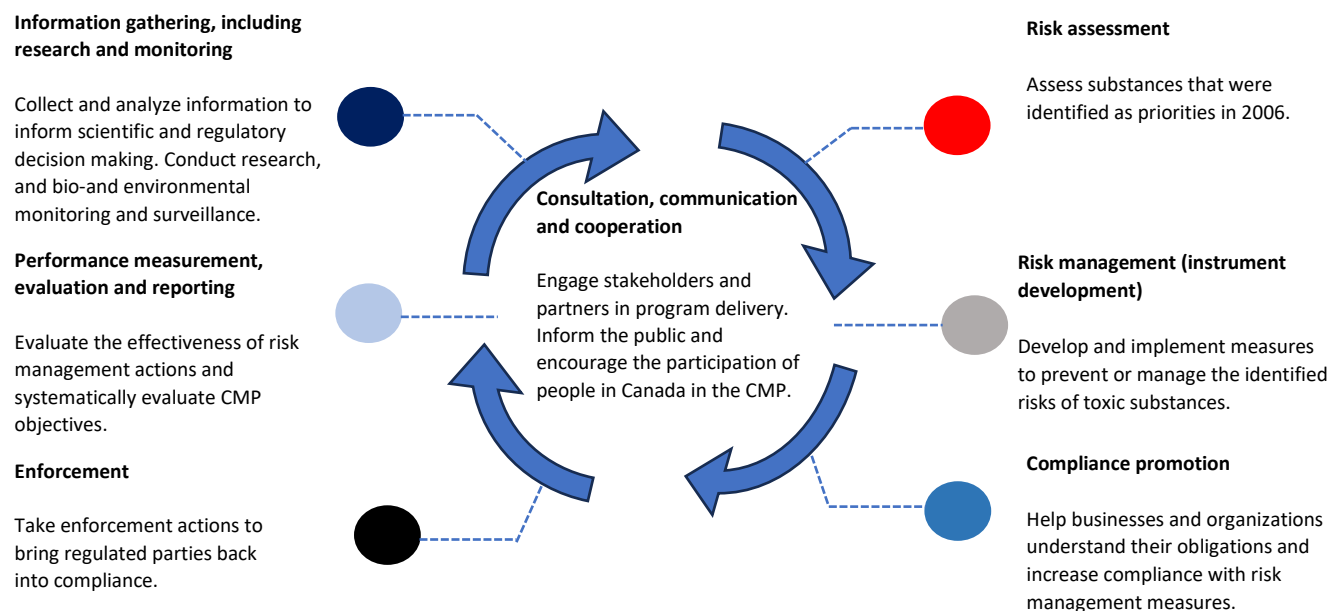 Information gathering, including
research and monitoring
Collect and analyze information to
inform scientific and regulatory
decision making. Conduct research,
and bio-and environmental
monitoring and surveillance.
Performance measurement,
evaluation and reporting
Evaluate the effectiveness of risk
management actions and
systematically evaluate CMP
objectives.
Enforcement
Take enforcement actions to
bring regulated parties back
into compliance.
Consultation, communication
and cooperation
Engage stakeholders and
partners in program delivery.
Inform the public and
encourage the participation of
people in Canada in the CMP.
Risk assessment
Assess substances that were
identified as priorities in 2006.
Risk management (instrument
development)
Develop and implement measures
to prevent or manage the identified
risks of toxic substances.
Compliance promotion
Help businesses and organizations
understand their obligations and
increase compliance with risk
management measures.